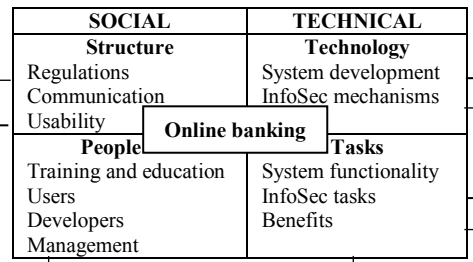 SOCIAL
TECHNICAL
Structure
Regulations
Communication
Usability
Technology
System development
InfoSec mechanisms
Online banking
People
Training and education
Users
Developers
Management
Tasks
System functionality
InfoSec tasks
Benefits